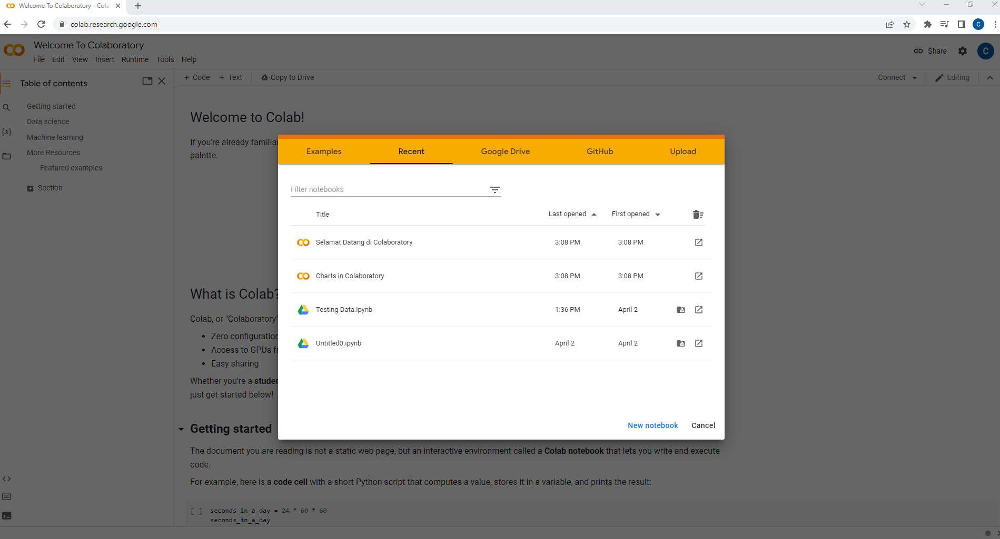 Welcome To Colaboratory - Cola
colab.research.google.com
C
Welcome To Colaboratory
File Edit View Insert Runtime Tools Help
Share
C
Table of contents
+ Code + Text Copy to Drive
Connect
Editing
Getting started
Data science
Machine learning
More Resources
Featured examples
Section
{x}
Welcome to Colab!
If you're already familiar
palette.
Examples Recent Google Drive GitHub Upload
Filter notebooks
Title Last opened First opened
Selamat Datang di Colaboratory 3:08 PM 3:08 PM
Charts in Colaboratory 3:08 PM 3:08 PM
Testing Data.ipynb 1:36 PM April 2
Untitled0.ipynb April 2 April 2
New notebook Cancel
What is Colab?
Colab, or "Colaboratory"
• Zero configuration
• Access to GPUs
• Easy sharing
Whether you're a studen
just get started below!
Getting started
The document you are reading is not a static web page, but an interactive environment called a Colab notebook that lets you write and execute
code.
For example, here is a code cell with a short Python script that computes a value, stores it in a variable, and prints the result:
[ ] seconds_in_a_day = 24 * 60 * 60
seconds_in_a_day